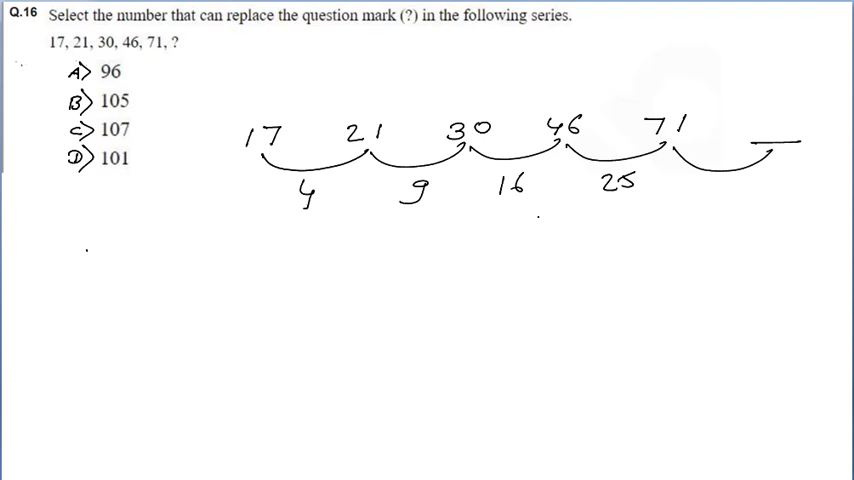 Q.16 Select the number that can replace the question mark (?) in the following series.
17, 21, 30, 46, 71, ?
A) 96
B) 105
C) 107
D) 101
17 21 30 46 71 __
4 9 16 25